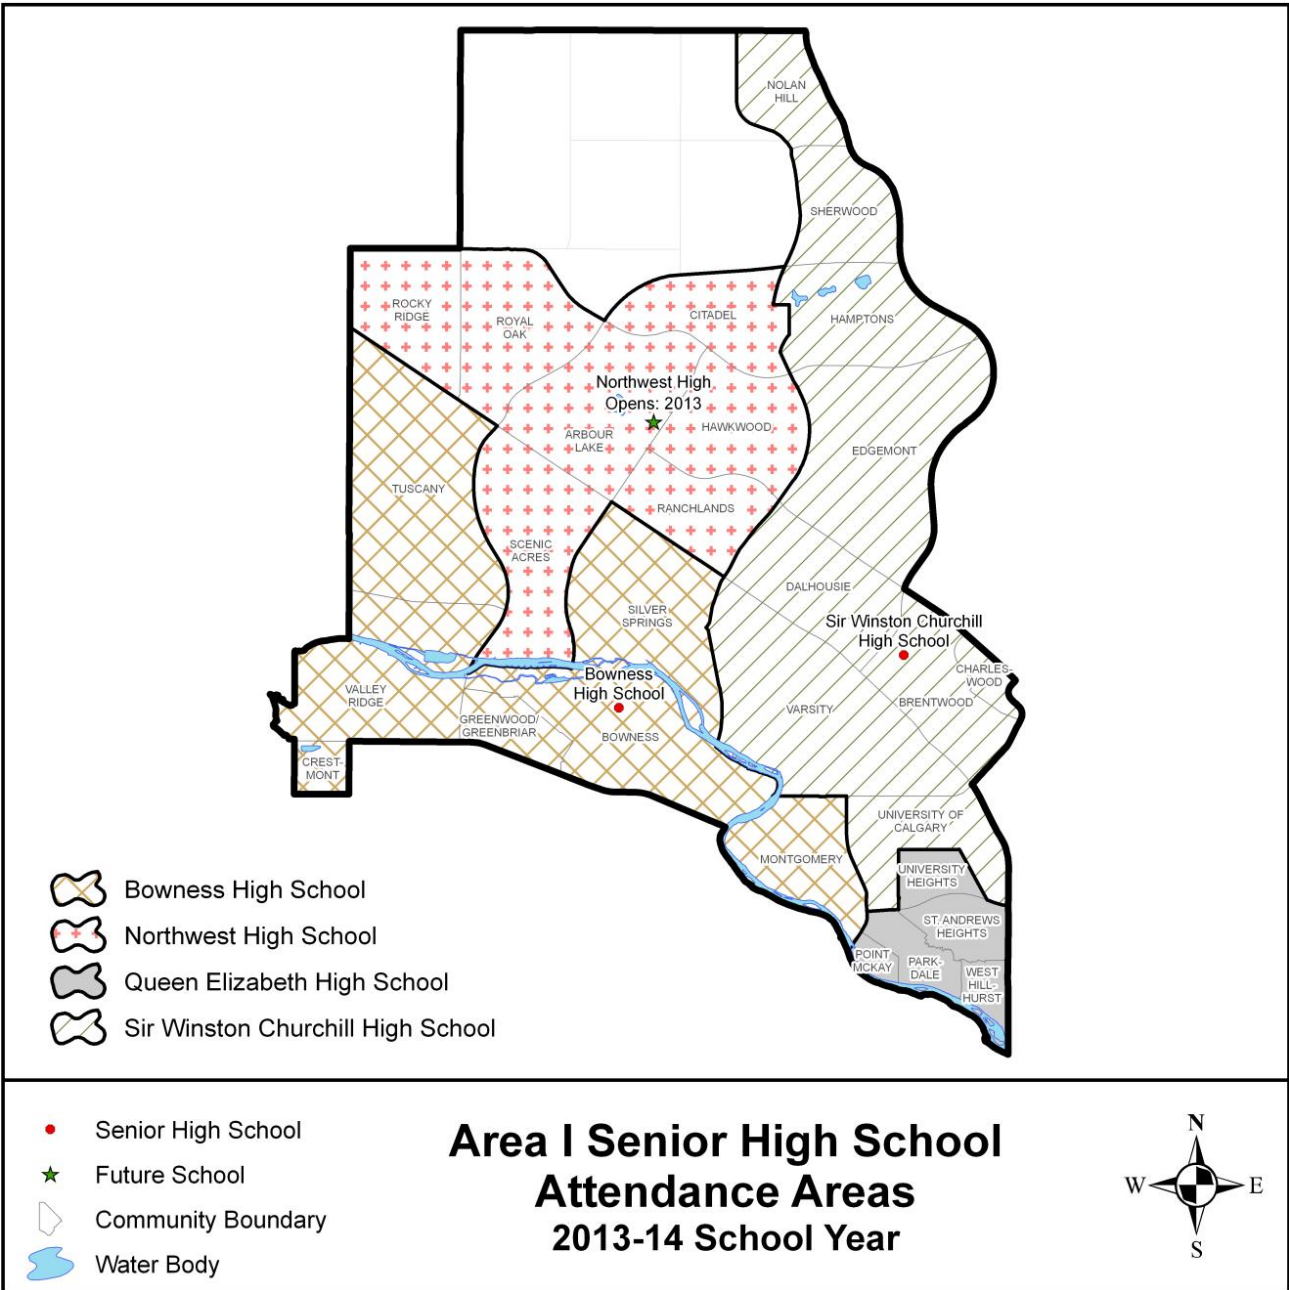 NOLAN
HILL
SHERWOOD
HAMPTONS
ROCKY
RIDGE
ROYAL
OAK
CITADEL
Northwest High
Opens: 2013
ARBOUR
LAKE
HAWKWOOD
EDGEMONT
TUSCANY
RANCHLANDS
SCENIC
ACRES
DALHOUSIE
SILVER
SPRINGS
Sir Winston Churchill
High School
CHARLES-
WOOD
Bowness
High School
VALLEY
RIDGE
GREENWOOD/
GREENBRIAR
BOWNESS
VARSITY
BRENTWOOD
CREST-
MONT
UNIVERSITY OF
CALGARY
MONTGOMERY
UNIVERSITY
HEIGHTS
ST. ANDREWS
HEIGHTS
POINT
MCKAY
PARK-
DALE
WEST
HILL-
HURST
Bowness High School
Northwest High School
Queen Elizabeth High School
Sir Winston Churchill High School
Senior High School
Future School
Community Boundary
Water Body
Area I Senior High School
Attendance Areas
2013-14 School Year
N
W
E
S